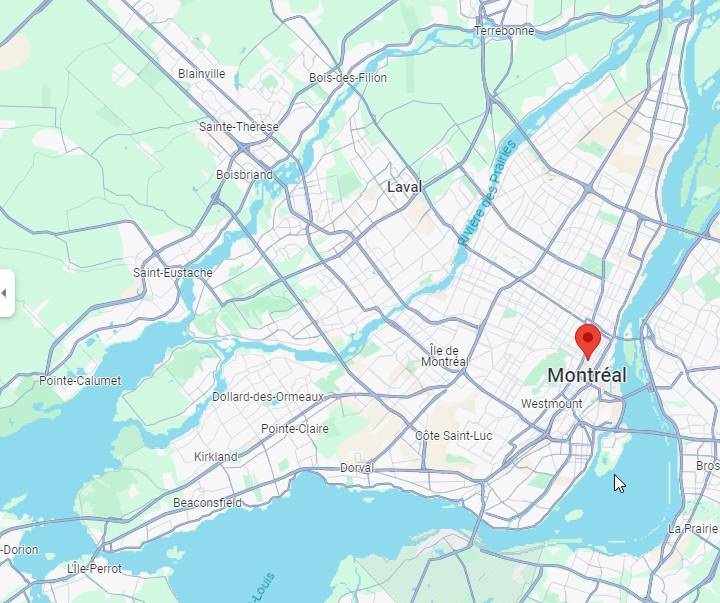 Terrebonne
Blainville
Bois-des-Filion
Sainte-Thérèse
Boisbriand
Laval
Rivière des Prairies
Saint-Eustache
Île de
Montréal
Pointe-Calumet
Montréal
Dollard-des-Ormeaux
Westmount
Pointe-Claire
Côte Saint-Luc
Kirkland
Dorval
Bros
Beaconsfield
La Prairie
-Dorion
L'Île-Perrot
-Louis